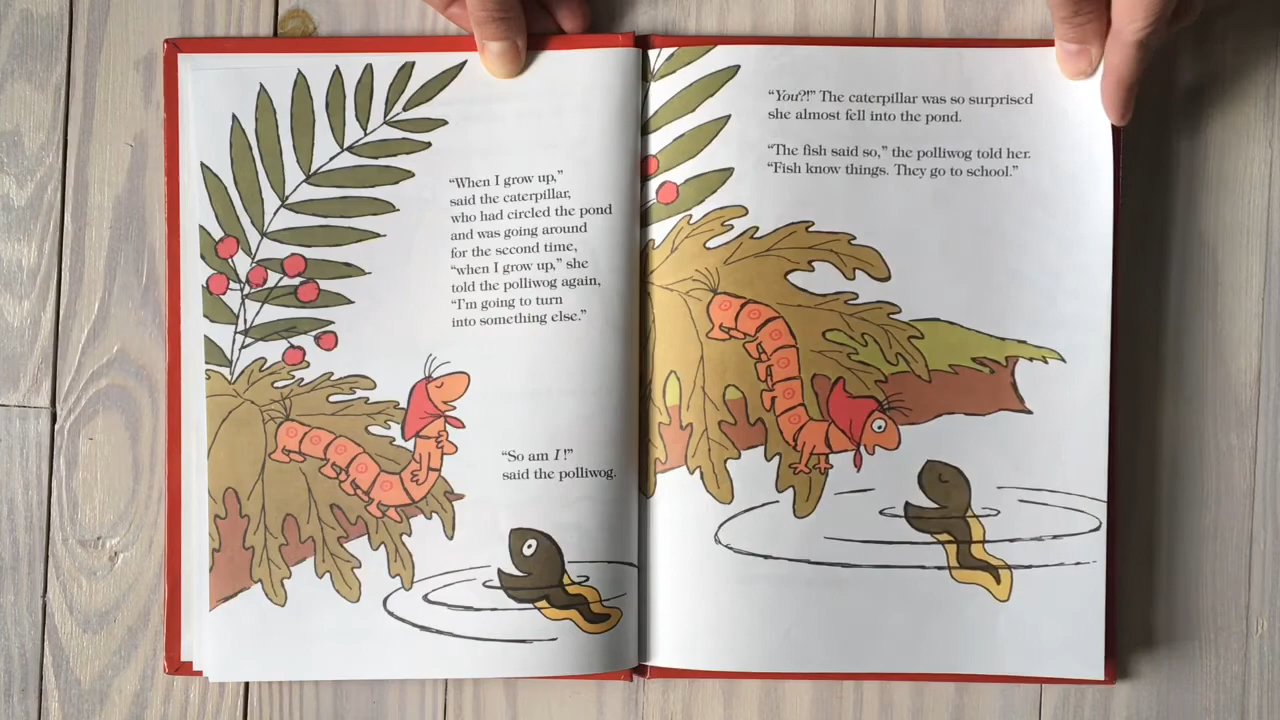 “When I grow up,”
said the caterpillar,
who had circled the pond
and was going around
for the second time,
“when I grow up,” she
told the polliwog again,
“I'm going to turn
into something else.”
“So am I!”
said the polliwog.
“You?!” The caterpillar was so surprised
she almost fell into the pond.
“The fish said so,” the polliwog told her.
“Fish know things. They go to school.”